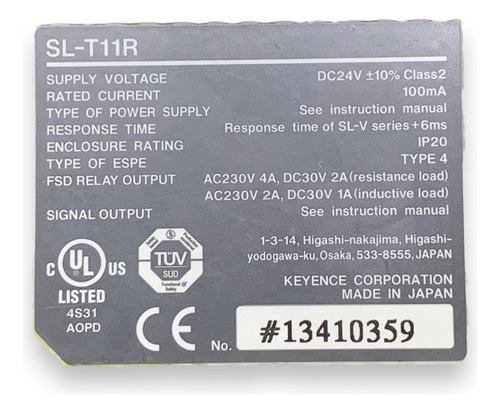 SL-T11R
SUPPLY VOLTAGE DC24V ±10% Class2
RATED CURRENT 100mA
TYPE OF POWER SUPPLY See instruction manual
RESPONSE TIME Response time of SL-V series+6ms
ENCLOSURE RATING IP20
TYPE OF ESPE TYPE 4
FSD RELAY OUTPUT AC230V 4A, DC30V 2A(resistance load)
AC230V 2A, DC30V 1A(inductive load)
SIGNAL OUTPUT See instruction manual
1-3-14, Higashi-nakajima, Higashi-
yodogawa-ku, Osaka, 533-8555, JAPAN
KEYENCE CORPORATION
MADE IN JAPAN
C UL US
LISTED
4S31
AOPD
TÜV
SUD
Functional
Safety
CE
No. #13410359